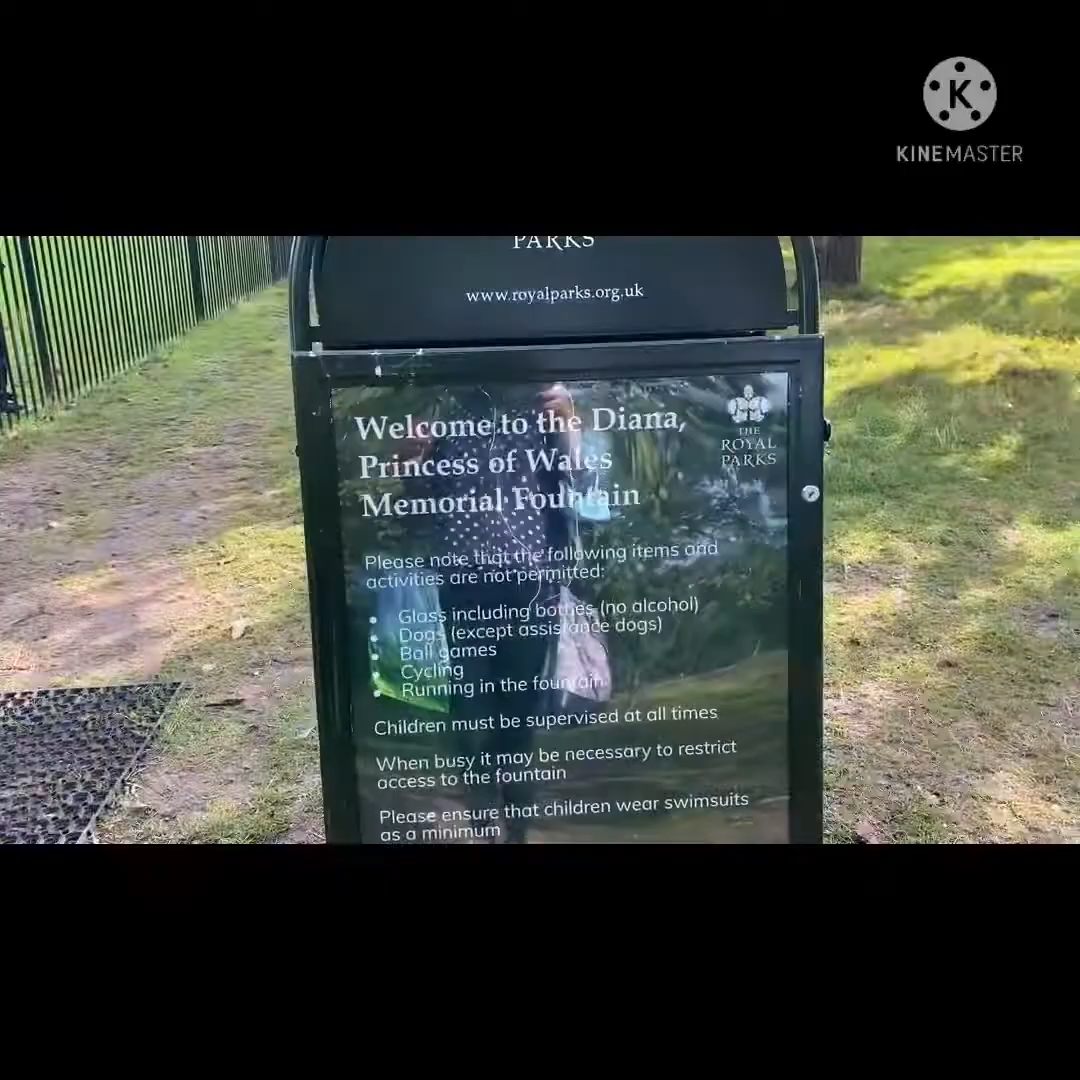 KINEMASTER
PARKS
www.royalparks.org.uk
Welcome to the Diana,
Princess of Wales
Memorial Fountain
THE
ROYAL
PARKS
Please note that the following items and
activities are not permitted:
• Glass including bottles (no alcohol)
• Dogs (except assistance dogs)
• Ball games
• Cycling
• Running in the fountain
Children must be supervised at all times
When busy it may be necessary to restrict
access to the fountain
Please ensure that children wear swimsuits
as a minimum